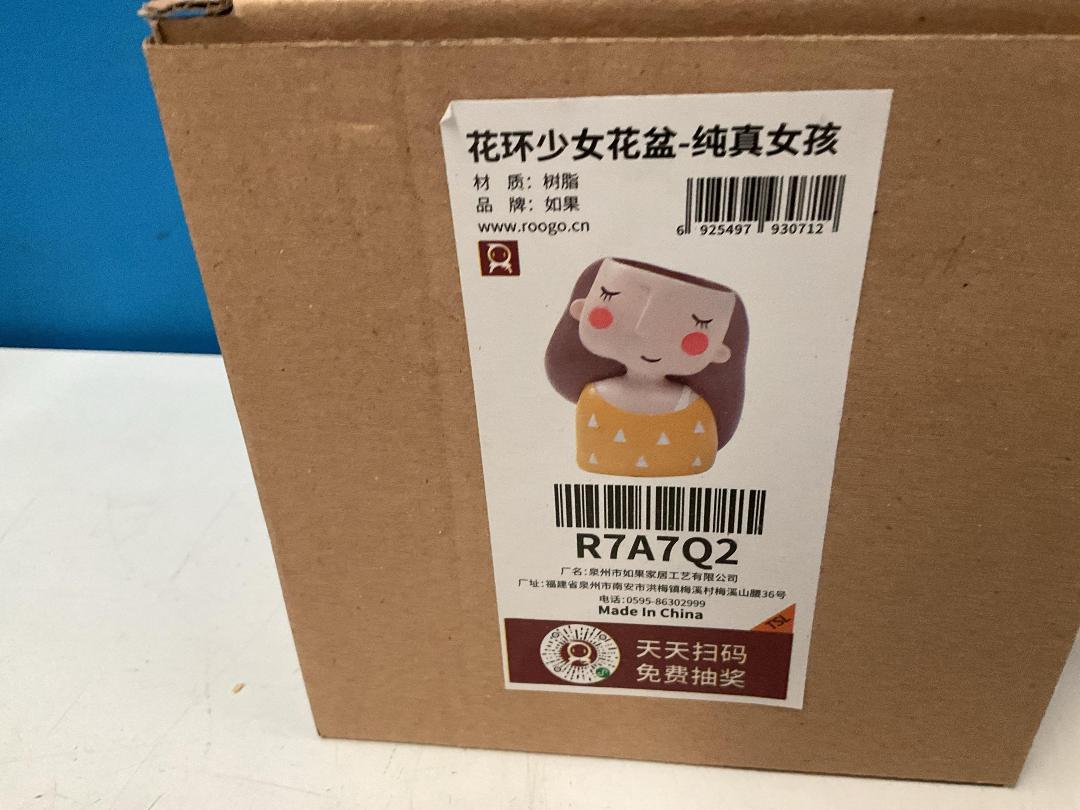 花环少女花盆-纯真女孩
材 质：树脂
品 牌：如果
www.roogo.cn
6 925497 930712
R7A7Q2
厂名：泉州市如果家居工艺有限公司
厂址：福建省泉州市南安市洪梅镇梅溪村梅溪山腰36号
电话：0595-86302999
Made In China
TSL
天天扫码
免费抽奖